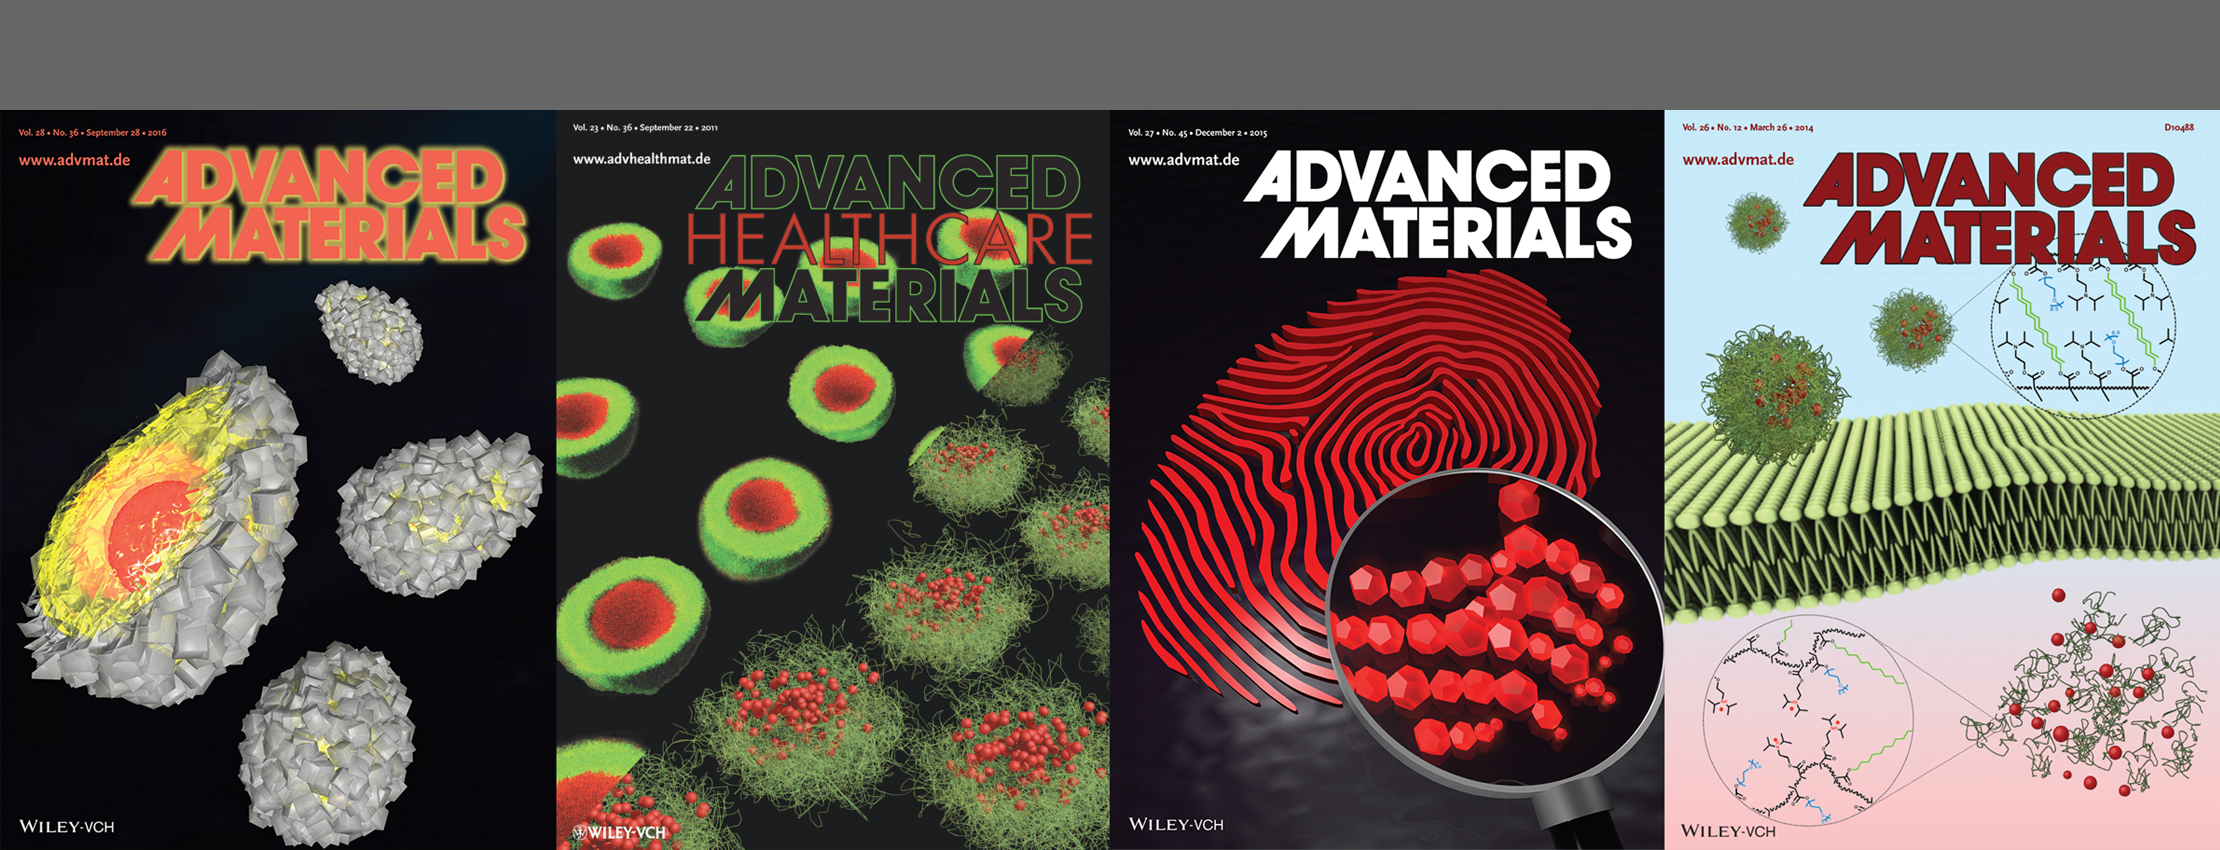 Vol. 28 • No. 36 • September 28 • 2016
www.advmat.de
ADVANCED
MATERIALS
WILEY-VCH
Vol. 23 • No. 36 • September 22 • 2011
www.advhealthmat.de
ADVANCED
HEALTHCARE
MATERIALS
WILEY-VCH
Vol. 27 • No. 45 • December 2 • 2015
www.advmat.de
ADVANCED
MATERIALS
WILEY-VCH
Vol. 26 • No. 12 • March 26 • 2014
D10488
www.advmat.de
ADVANCED
MATERIALS
WILEY-VCH